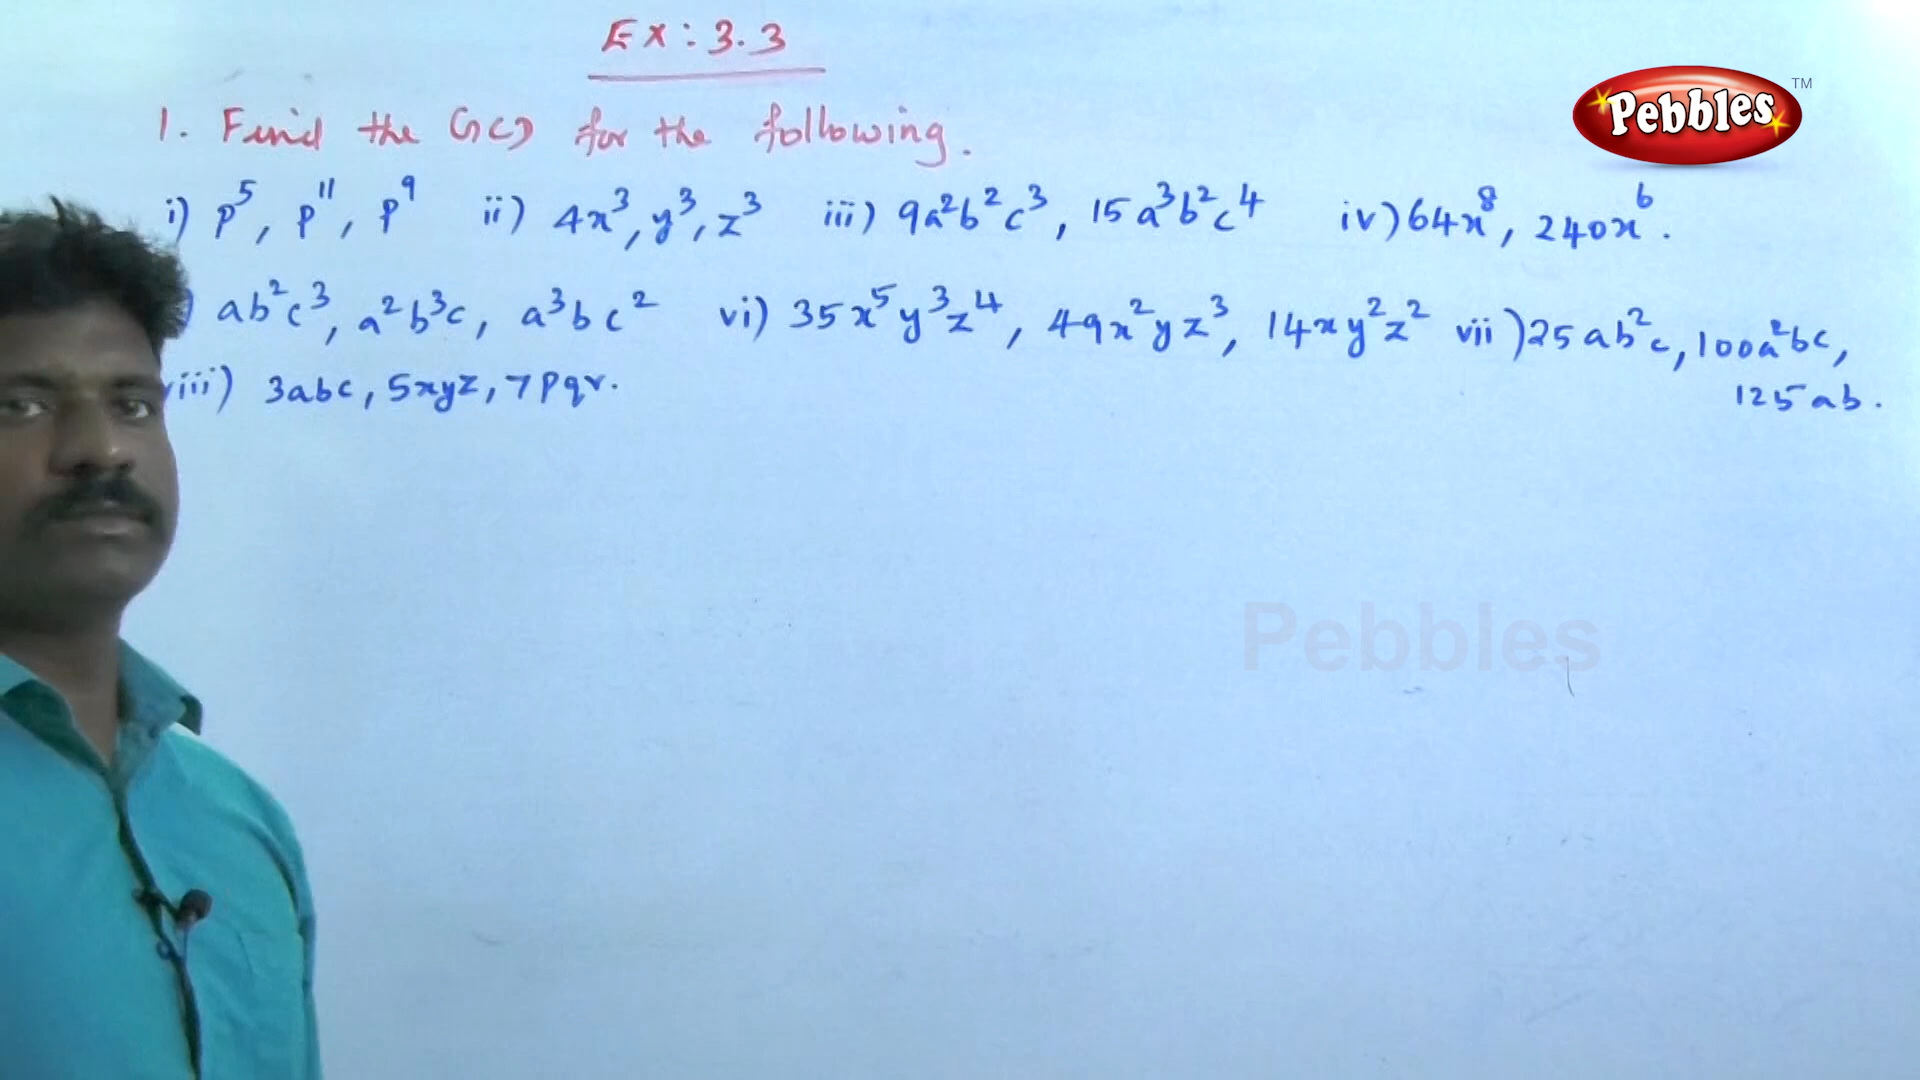 Ex: 3.3
Pebbles™
1. Find the GCD for the following.
i) p⁵, p¹¹, p⁹ ii) 4x³, y³, z³ iii) 9a²b²c³, 15a³b²c⁴ iv) 64x⁸, 240x⁶.
) ab²c³, a²b³c, a³bc² vi) 35x⁵y³z⁴, 49x²yz³, 14xy²z² vii) 25ab²c, 100a²bc,
125ab.
viii) 3abc, 5xyz, 7pqr.
Pebbles